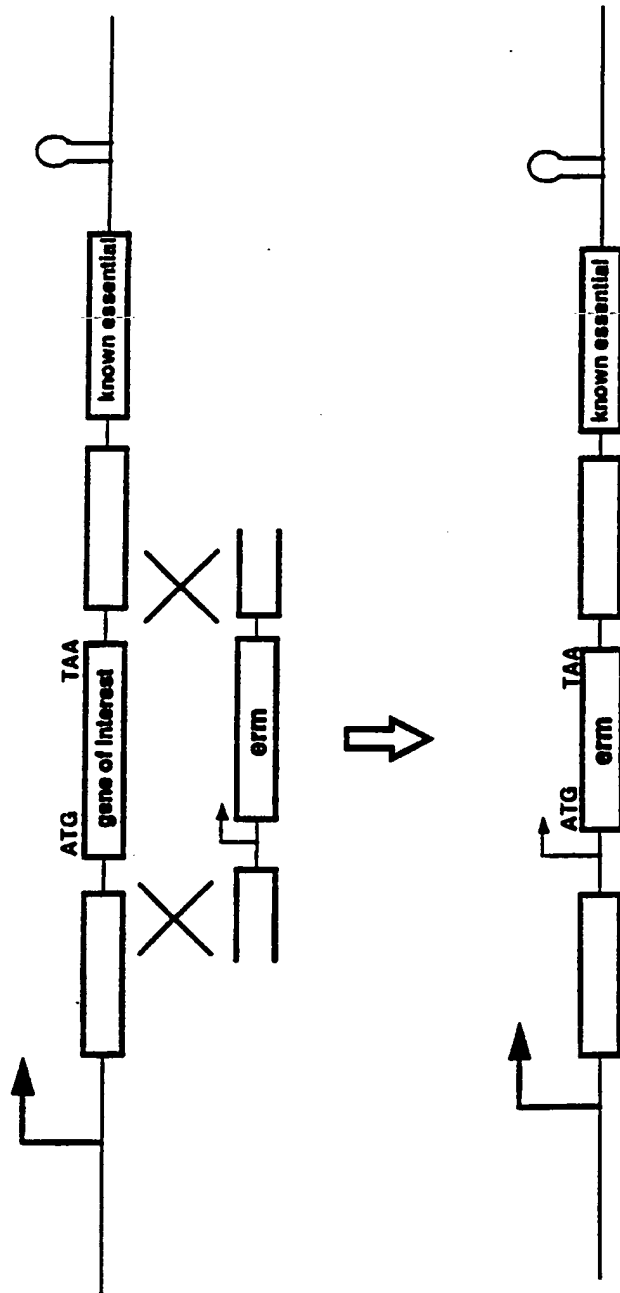 ATG
TAA
gene of interest
known essential
erm
ATG
TAA
erm
known essential